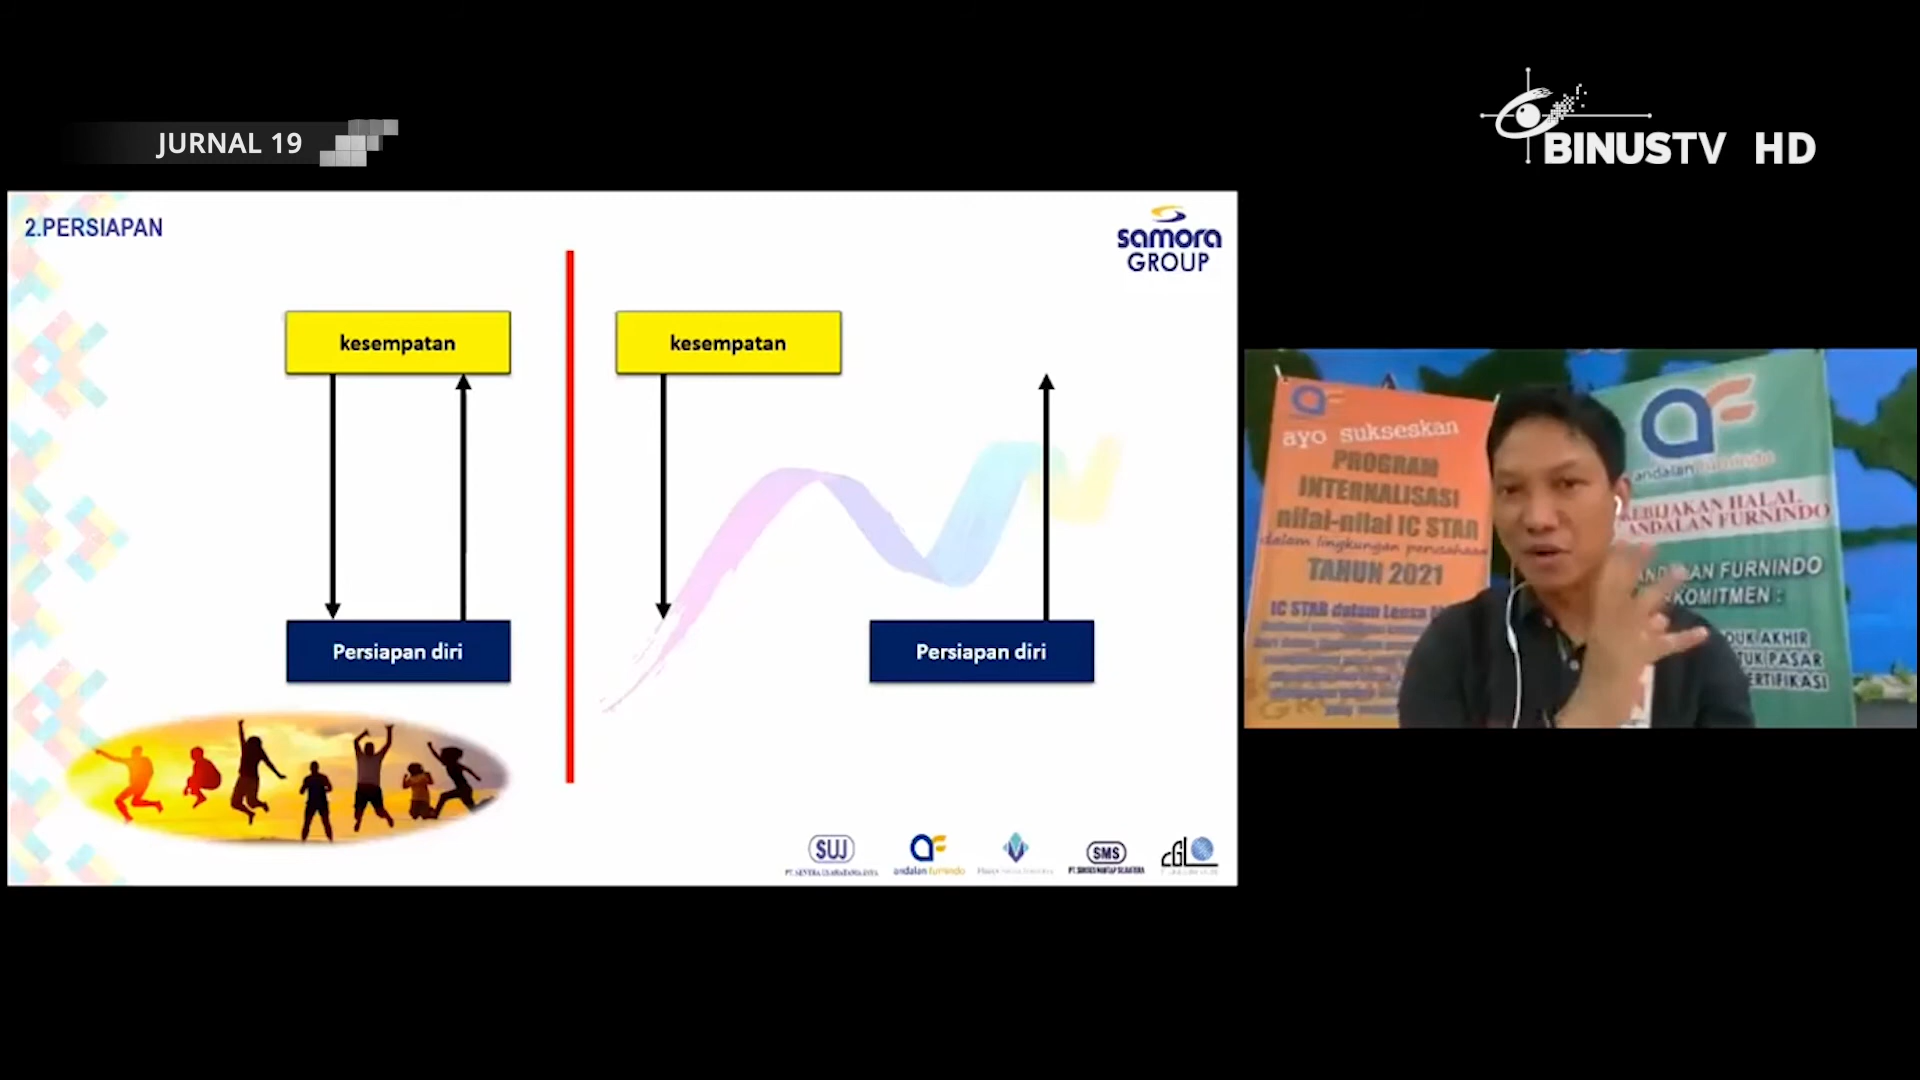 JURNAL 19
BINUSTV HD
2.PERSIAPAN
samora
GROUP
kesempatan
kesempatan
Persiapan diri
Persiapan diri
SUJ
andalan furnindo
SMS
CGL
ayo sukseskan
PROGRAM
INTERNALISASI
nilai-nilai IC STAR
dalam lingkungan perusahaan
TAHUN 2021
IC STAR dalam Lensa
andalan furnindo
KEBIJAKAN HALAL
ANDALAN FURNINDO
ANDALAN FURNINDO
KOMITMEN :
DUK AKHIR
TUK PASAR
ERTIFIKASI